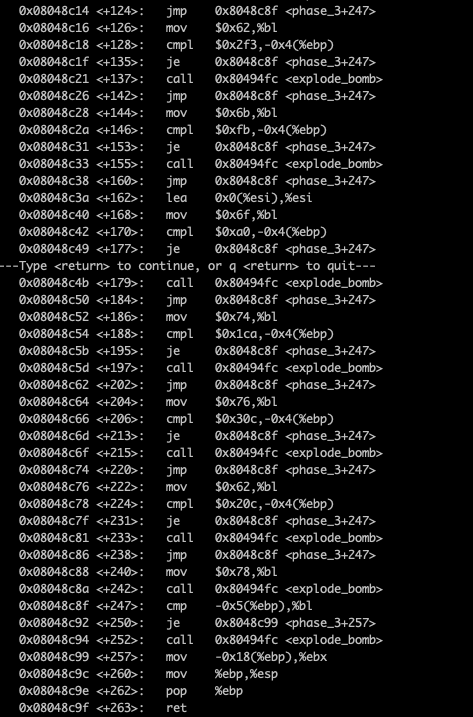 0x08048c14 <+124>: jmp 0x8048c8f <phase_3+247>
0x08048c16 <+126>: mov $0x62,%bl
0x08048c18 <+128>: cmpl $0x2f3,-0x4(%ebp)
0x08048c1f <+135>: je 0x8048c8f <phase_3+247>
0x08048c21 <+137>: call 0x80494fc <explode_bomb>
0x08048c26 <+142>: jmp 0x8048c8f <phase_3+247>
0x08048c28 <+144>: mov $0x6b,%bl
0x08048c2a <+146>: cmpl $0xfb,-0x4(%ebp)
0x08048c31 <+153>: je 0x8048c8f <phase_3+247>
0x08048c33 <+155>: call 0x80494fc <explode_bomb>
0x08048c38 <+160>: jmp 0x8048c8f <phase_3+247>
0x08048c3a <+162>: lea 0x0(%esi),%esi
0x08048c40 <+168>: mov $0x6f,%bl
0x08048c42 <+170>: cmpl $0xa0,-0x4(%ebp)
0x08048c49 <+177>: je 0x8048c8f <phase_3+247>
---Type <return> to continue, or q <return> to quit---
0x08048c4b <+179>: call 0x80494fc <explode_bomb>
0x08048c50 <+184>: jmp 0x8048c8f <phase_3+247>
0x08048c52 <+186>: mov $0x74,%bl
0x08048c54 <+188>: cmpl $0x1ca,-0x4(%ebp)
0x08048c5b <+195>: je 0x8048c8f <phase_3+247>
0x08048c5d <+197>: call 0x80494fc <explode_bomb>
0x08048c62 <+202>: jmp 0x8048c8f <phase_3+247>
0x08048c64 <+204>: mov $0x76,%bl
0x08048c66 <+206>: cmpl $0x30c,-0x4(%ebp)
0x08048c6d <+213>: je 0x8048c8f <phase_3+247>
0x08048c6f <+215>: call 0x80494fc <explode_bomb>
0x08048c74 <+220>: jmp 0x8048c8f <phase_3+247>
0x08048c76 <+222>: mov $0x62,%bl
0x08048c78 <+224>: cmpl $0x20c,-0x4(%ebp)
0x08048c7f <+231>: je 0x8048c8f <phase_3+247>
0x08048c81 <+233>: call 0x80494fc <explode_bomb>
0x08048c86 <+238>: jmp 0x8048c8f <phase_3+247>
0x08048c88 <+240>: mov $0x78,%bl
0x08048c8a <+242>: call 0x80494fc <explode_bomb>
0x08048c8f <+247>: cmp -0x5(%ebp),%bl
0x08048c92 <+250>: je 0x8048c99 <phase_3+257>
0x08048c94 <+252>: call 0x80494fc <explode_bomb>
0x08048c99 <+257>: mov -0x18(%ebp),%ebx
0x08048c9c <+260>: mov %ebp,%esp
0x08048c9e <+262>: pop %ebp
0x08048c9f <+263>: ret